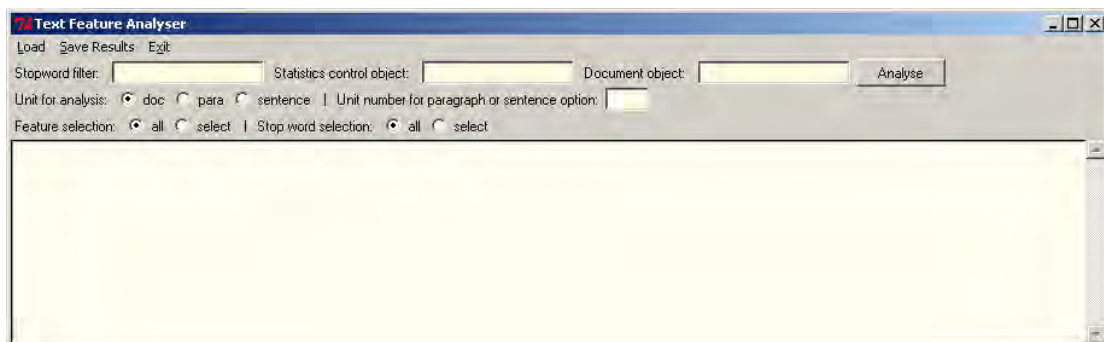 Text Feature Analyser
Load Save Results Exit
Stopword filter: Statistics control object: Document object: Analyse
Unit for analysis: doc para sentence | Unit number for paragraph or sentence option:
Feature selection: all select | Stop word selection: all select